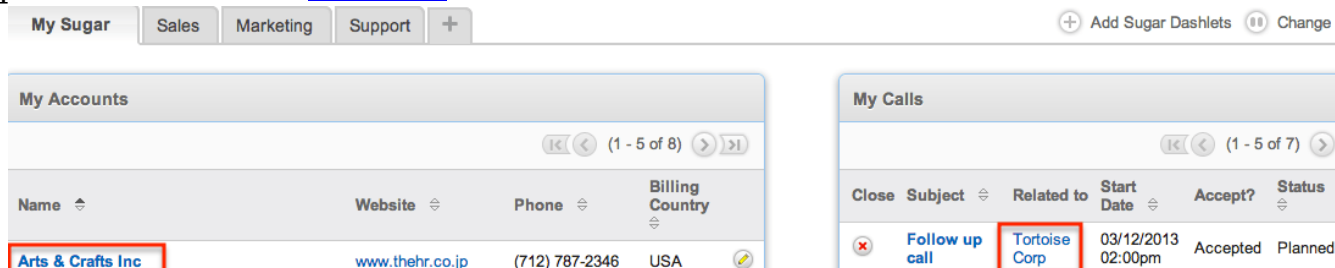 My Sugar Sales Marketing Support + Add Sugar Dashlets Change
My Accounts My Calls
(1 - 5 of 8) (1 - 5 of 7)
Name Website Phone Billing Country Close Subject Related to Start Date Accept? Status
Arts & Crafts Inc www.thehr.co.jp (712) 787-2346 USA Follow up call Tortoise Corp 03/12/2013 02:00pm Accepted Planned